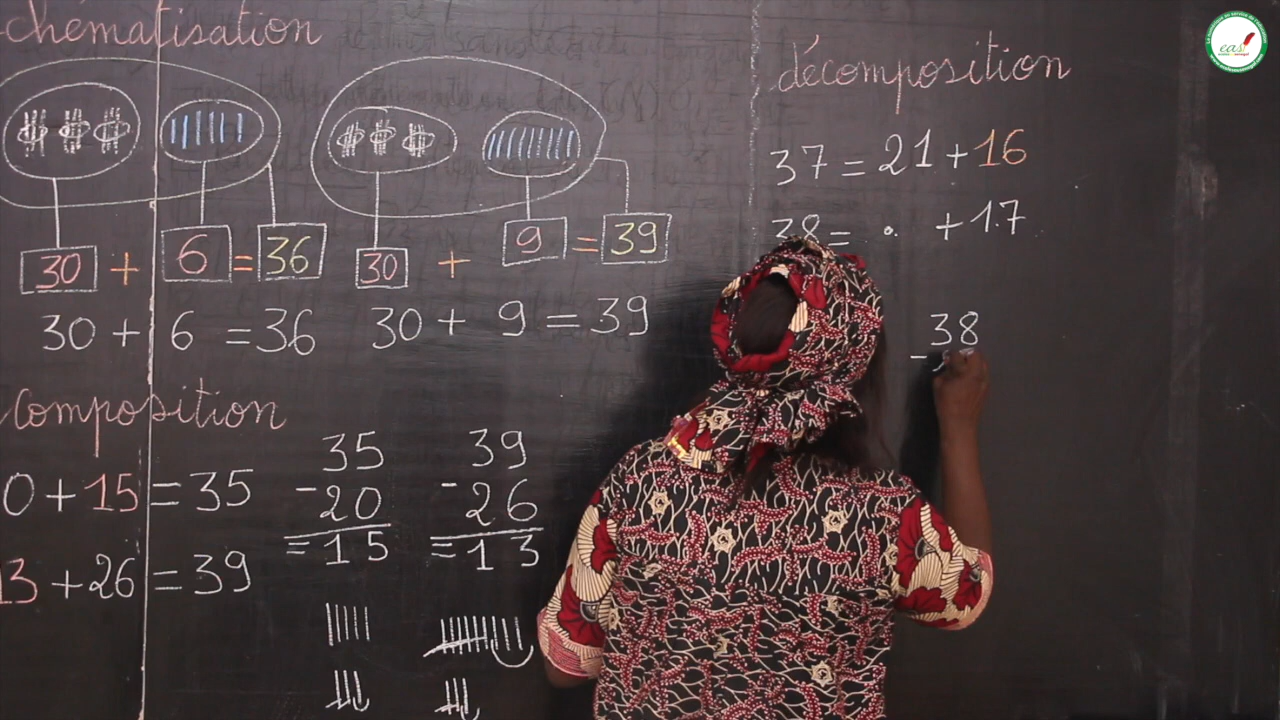 chématisation
30 + 6 = 36
30 + 9 = 39
30 + 6 = 36
30 + 9 = 39
composition
0 + 15 = 35
13 + 26 = 39
35
- 20
= 15
39
- 26
= 13
décomposition
37 = 21 + 16
38 = . + 17
38
-
eas